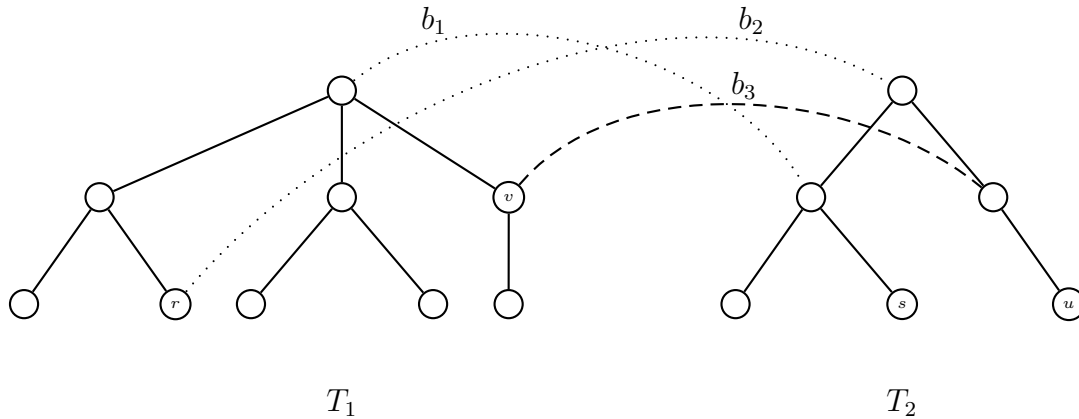 b₁ b₂
b₃
v
r s u
T₁ T₂